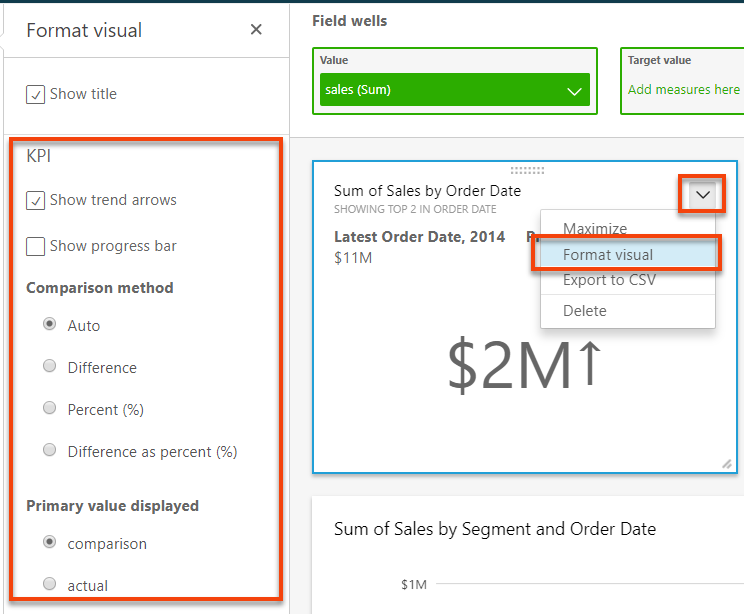 Format visual
Show title
KPI
Show trend arrows
Show progress bar
Comparison method
Auto
Difference
Percent (%)
Difference as percent (%)
Primary value displayed
comparison
actual
Field wells
Value
sales (Sum)
Target value
Add measures here
Sum of Sales by Order Date
SHOWING TOP 2 IN ORDER DATE
Latest Order Date, 2014
$11M
Maximize
Format visual
Export to CSV
Delete
$2M↑
Sum of Sales by Segment and Order Date
$1M